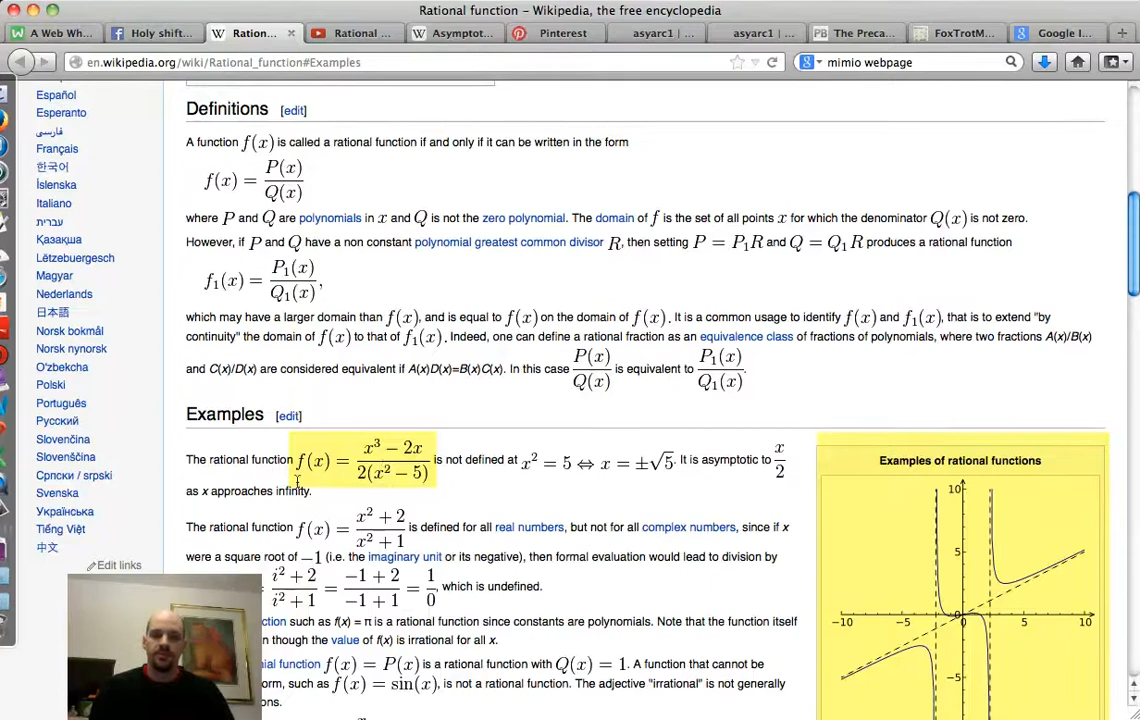 Rational function – Wikipedia, the free encyclopedia
A Web Wh...
Holy shift...
Ration...
Rational ...
Asymptot...
Pinterest
asyarc1 | ...
asyarc1 | ...
The Preca...
FoxTrotM...
Google I...
en.wikipedia.org/wiki/Rational_function#Examples
mimio webpage
Español
Esperanto
فارسی
Français
한국어
Íslenska
Italiano
עברית
Қазақша
Lëtzebuergesch
Magyar
Nederlands
日本語
Norsk bokmål
Norsk nynorsk
Oʻzbekcha
Polski
Português
Русский
Slovenčina
Slovenščina
Српски / srpski
Svenska
Tiếng Việt
中文
Edit links
Definitions [edit]
A function f(x) is called a rational function if and only if it can be written in the form
f(x) = P(x)/Q(x)
where P and Q are polynomials in x and Q is not the zero polynomial. The domain of f is the set of all points x for which the denominator Q(x) is not zero.
However, if P and Q have a non constant polynomial greatest common divisor R, then setting P = P₁R and Q = Q₁R produces a rational function
f₁(x) = P₁(x)/Q₁(x),
which may have a larger domain than f(x), and is equal to f(x) on the domain of f(x). It is a common usage to identify f(x) and f₁(x), that is to extend "by
continuity" the domain of f(x) to that of f₁(x). Indeed, one can define a rational fraction as an equivalence class of fractions of polynomials, where two fractions A(x)/B(x)
and C(x)/D(x) are considered equivalent if A(x)D(x)=B(x)C(x). In this case P(x)/Q(x) is equivalent to P₁(x)/Q₁(x).
Examples [edit]
The rational function f(x) = (x³ − 2x)/(2(x² − 5)) is not defined at x² = 5 ⇔ x = ±√5. It is asymptotic to x/2
as x approaches infinity.
The rational function f(x) = (x² + 2)/(x² + 1) is defined for all real numbers, but not for all complex numbers, since if x
were a square root of −1 (i.e. the imaginary unit or its negative), then formal evaluation would lead to division by
= (i² + 2)/(i² + 1) = (−1 + 2)/(−1 + 1) = 1/0, which is undefined.
ction such as f(x) = π is a rational function since constants are polynomials. Note that the function itself
n though the value of f(x) is irrational for all x.
ial function f(x) = P(x) is a rational function with Q(x) = 1. A function that cannot be
orm, such as f(x) = sin(x), is not a rational function. The adjective "irrational" is not generally
ons.
Examples of rational functions
10
5
−10 −5 0 5 10
−5